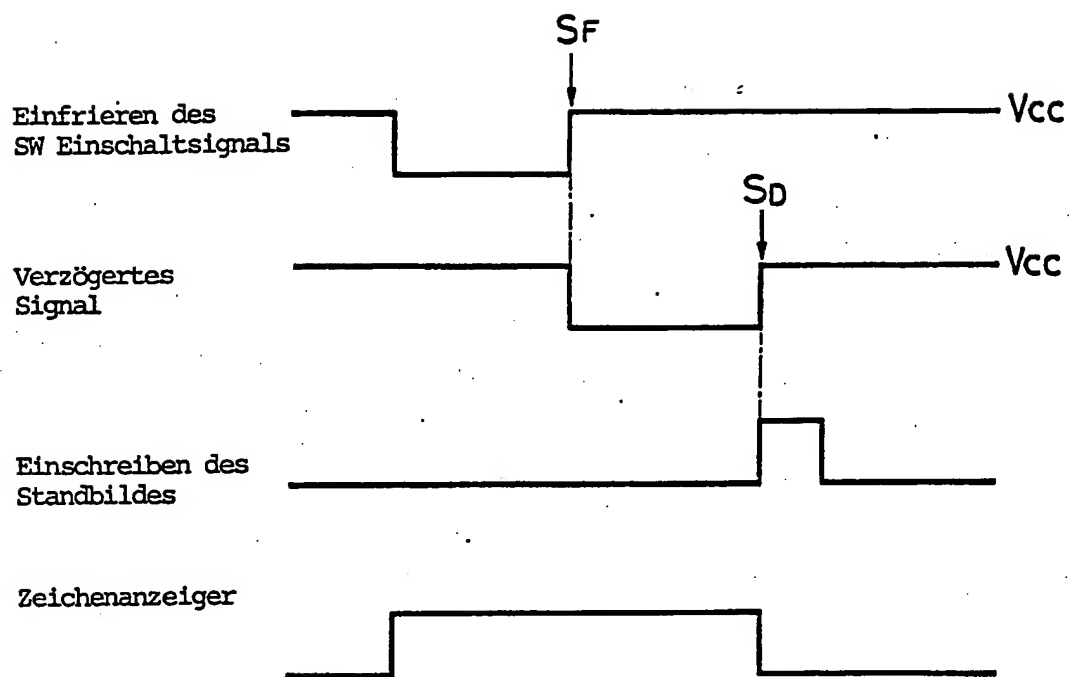 SF
Einfrieren des
SW Einschaltsignals
Vcc
SD
Verzögertes
Signal
Vcc
Einschreiben des
Standbildes
Zeichenanzeiger